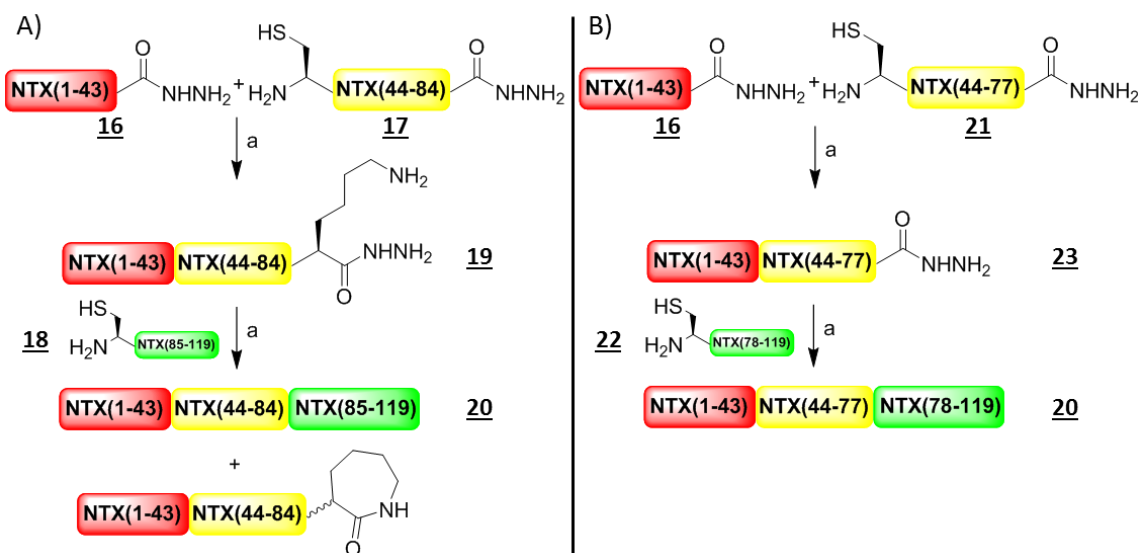 A)
NTX(1-43)
O
NHNH2
16
+
HS
H2N
NTX(44-84)
O
NHNH2
17
a
NH2
NTX(1-43) NTX(44-84)
NHNH2
O
19
18
HS
H2N
NTX(85-119)
a
NTX(1-43) NTX(44-84) NTX(85-119)
20
+
NTX(1-43) NTX(44-84)
NH
O
B)
NTX(1-43)
O
NHNH2
16
+
HS
H2N
NTX(44-77)
O
NHNH2
21
a
NTX(1-43) NTX(44-77)
O
NHNH2
23
22
HS
H2N
NTX(78-119)
a
NTX(1-43) NTX(44-77) NTX(78-119)
20